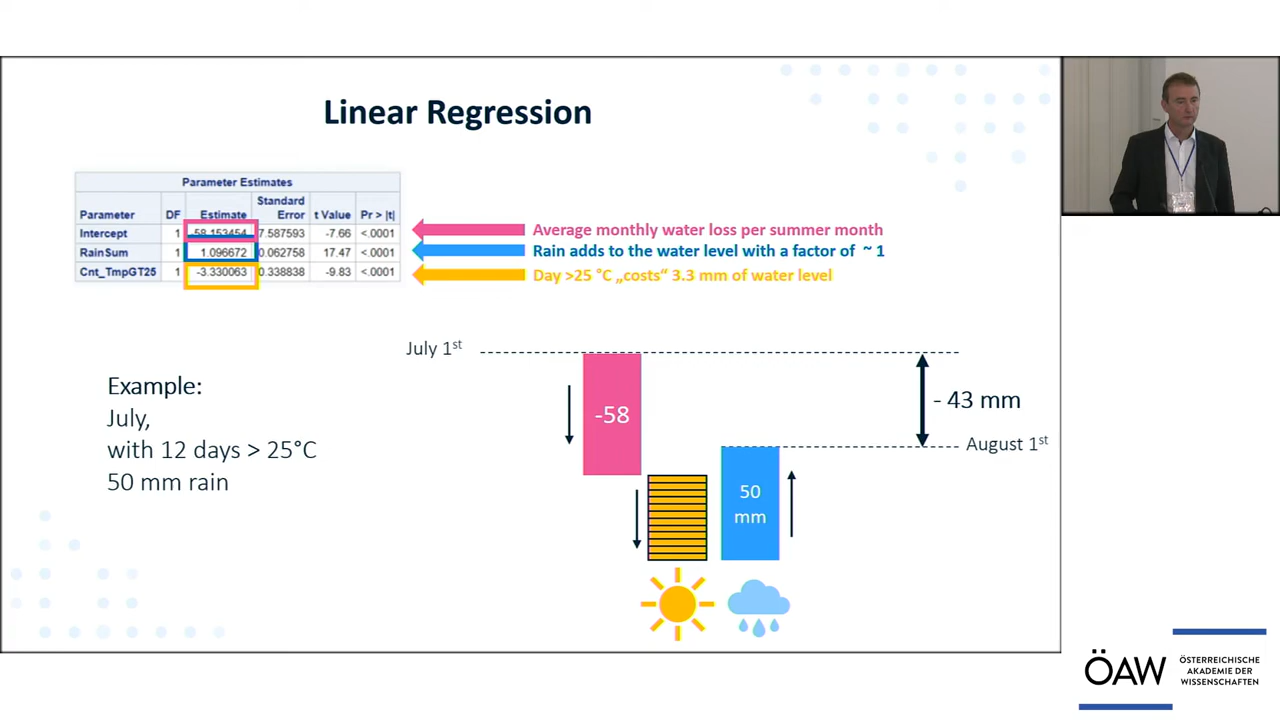 Linear Regression
Parameter Estimates
Parameter DF Estimate Standard Error t Value Pr > |t|
Intercept 1 -58.153454 7.587593 -7.66 <.0001
RainSum 1 1.096672 0.062758 17.47 <.0001
Cnt_TmpGT25 1 -3.330063 0.338838 -9.83 <.0001
Average monthly water loss per summer month
Rain adds to the water level with a factor of ~ 1
Day >25 °C „costs“ 3.3 mm of water level
July 1st
Example:
July,
with 12 days > 25°C
50 mm rain
-58
50
mm
- 43 mm
August 1st
ÖAW
ÖSTERREICHISCHE
AKADEMIE DER
WISSENSCHAFTEN